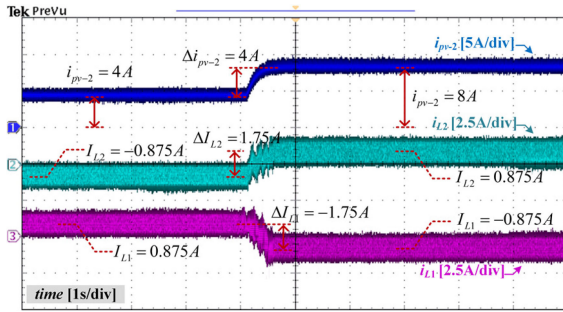 Tek PreVu
i_{pv-2} [5A/div]
Δi_{pv-2} = 4A
i_{pv-2} = 4A
i_{pv-2} = 8A
1
i_{L2} [2.5A/div]
ΔI_{L2} = 1.75A
I_{L2} = −0.875A
2
I_{L2} = 0.875A
ΔI_{L1} = −1.75A
I_{L1} = −0.875A
3
I_{L1} = 0.875A
i_{L1} [2.5A/div]
time [1s/div]